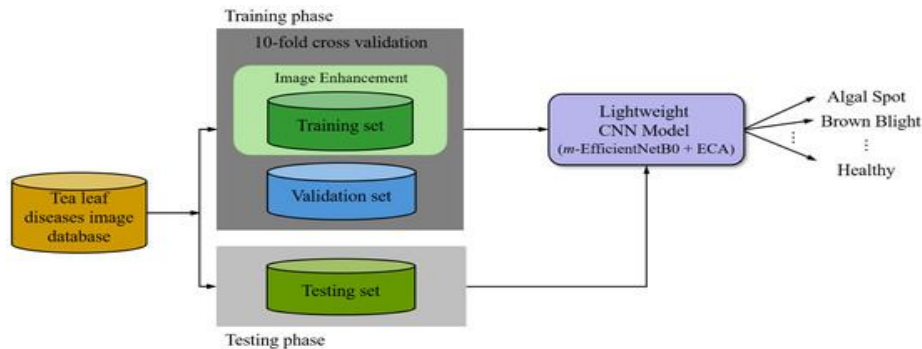 Training phase
10-fold cross validation
Image Enhancement
Training set
Validation set
Tea leaf
diseases image
database
Testing set
Testing phase
Lightweight
CNN Model
(m-EfficientNetB0 + ECA)
Algal Spot
Brown Blight
⋮ ⋮
Healthy